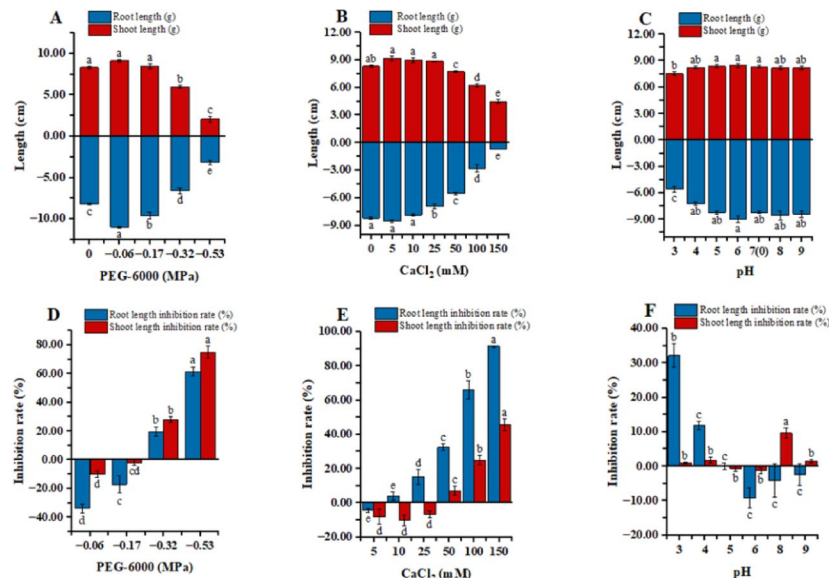 A
Root length (g)
Shoot length (g)
12.00
8.00
4.00
0.00
−5.00
−10.00
Length (cm)
a a a b c
c a b d e
0 −0.06 −0.17 −0.32 −0.53
PEG-6000 (MPa)
B
Root length (g)
Shoot length (g)
12.00
9.00
6.00
3.00
0.00
−3.00
−6.00
−9.00
Length (cm)
ab a a a c d e
a a a b c d e
0 5 10 25 50 100 150
CaCl2 (mM)
C
Root length (g)
Shoot length (g)
12.00
9.00
6.00
3.00
0.00
−3.00
−6.00
−9.00
Length (cm)
b ab ab a a ab ab
c ab ab a ab ab ab
3 4 5 6 7(0) 8 9
pH
D
Root length inhibition rate (%)
Shoot length inhibition rate (%)
80.00
60.00
40.00
20.00
0.00
−20.00
−40.00
Inhibition rate (%)
d d c cd b b a a
−0.06 −0.17 −0.32 −0.53
PEG-6000 (MPa)
E
Root length inhibition rate (%)
Shoot length inhibition rate (%)
100.00
80.00
60.00
40.00
20.00
0.00
−20.00
Inhibition rate (%)
e d e d d d c c b b a a
5 10 25 50 100 150
CaCl2 (mM)
F
Root length inhibition rate (%)
Shoot length inhibition rate (%)
40.00
30.00
20.00
10.00
0.00
−10.00
−20.00
Inhibition rate (%)
b b c b c b c b c a c b
3 4 5 6 8 9
pH